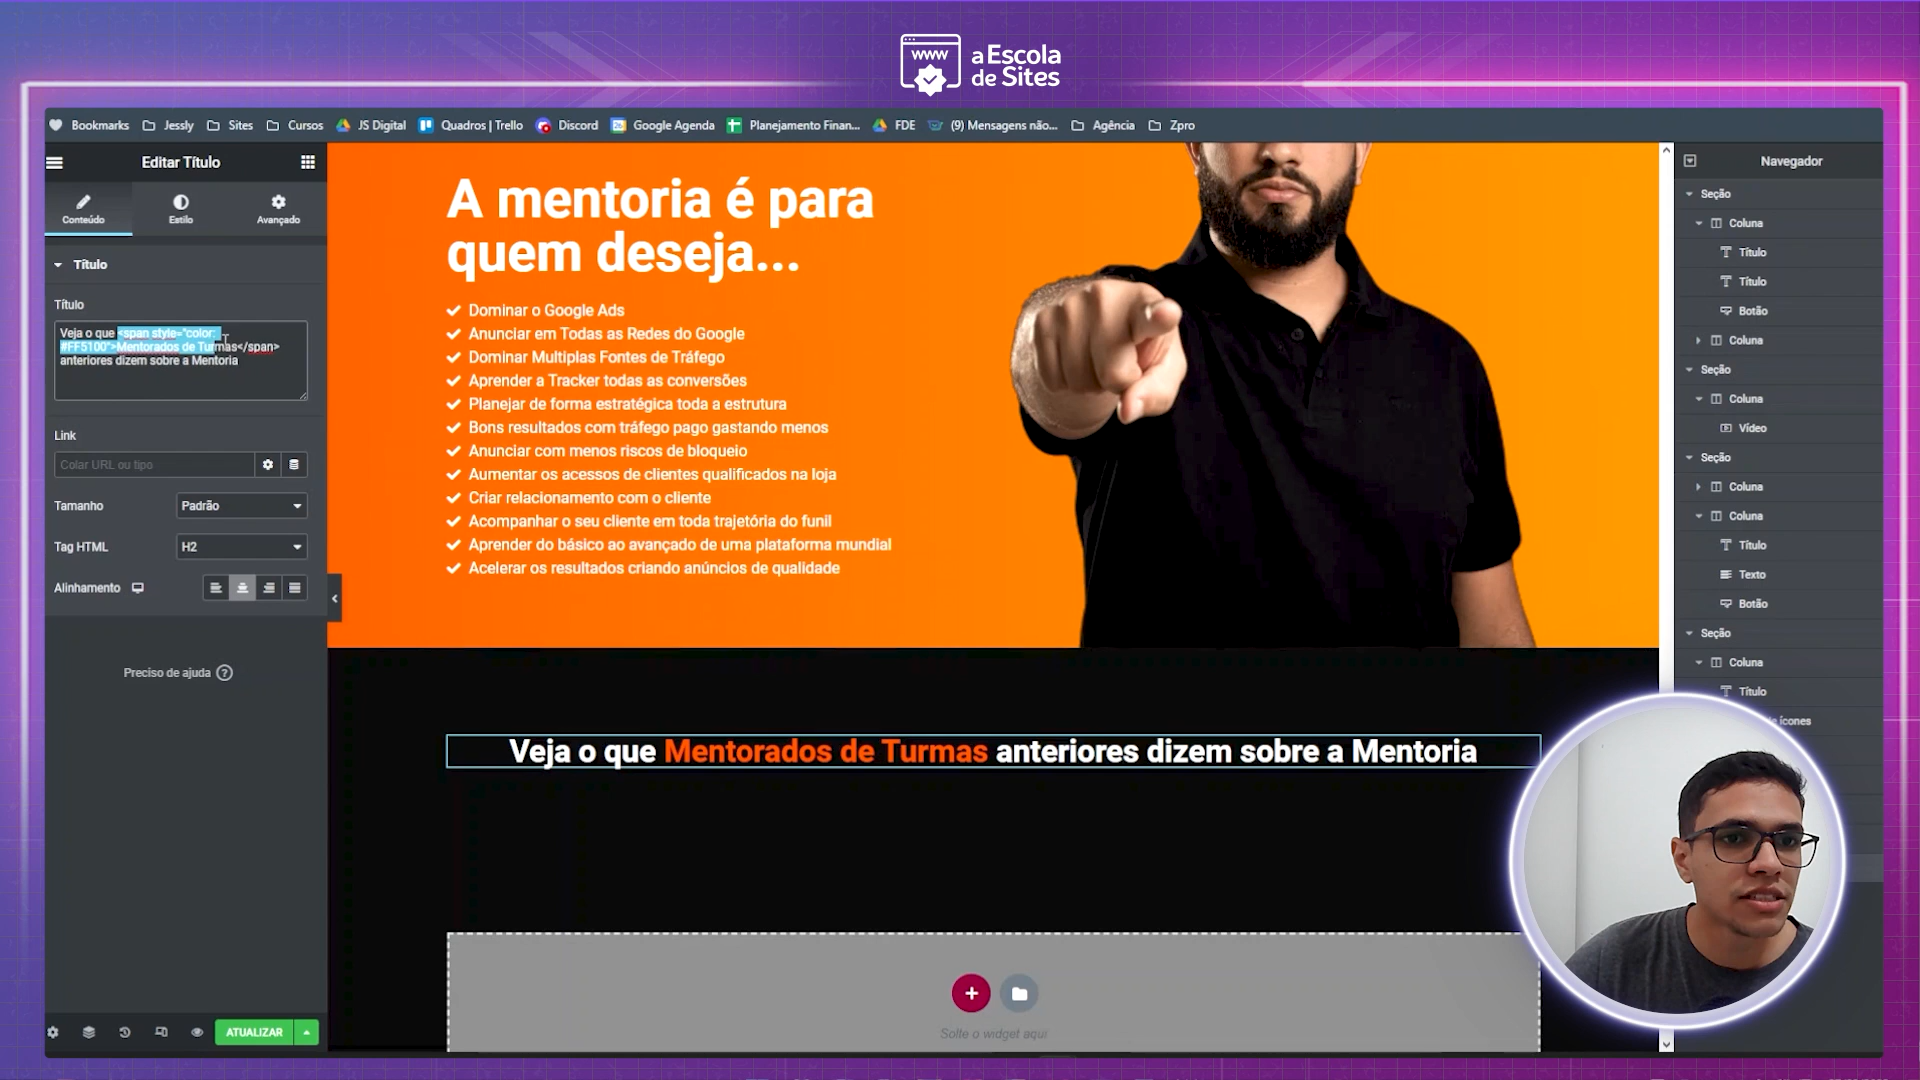 www
a Escola
de Sites
Bookmarks Jessly Sites Cursos JS Digital Quadros | Trello Discord Google Agenda Planejamento Finan... FDE (9) Mensagens não... Agência Zpro
Editar Título
Conteúdo Estilo Avançado
Título
Título
Veja o que <span style="color:
#FF5100">Mentorados de Turmas</span>
anteriores dizem sobre a Mentoria
Link
Colar URL ou tipo
Tamanho Padrão
Tag HTML H2
Alinhamento
Preciso de ajuda ?
ATUALIZAR
A mentoria é para
quem deseja...
Dominar o Google Ads
Anunciar em Todas as Redes do Google
Dominar Multiplas Fontes de Tráfego
Aprender a Tracker todas as conversões
Planejar de forma estratégica toda a estrutura
Bons resultados com tráfego pago gastando menos
Anunciar com menos riscos de bloqueio
Aumentar os acessos de clientes qualificados na loja
Criar relacionamento com o cliente
Acompanhar o seu cliente em toda trajetória do funil
Aprender do básico ao avançado de uma plataforma mundial
Acelerar os resultados criando anúncios de qualidade
Veja o que Mentorados de Turmas anteriores dizem sobre a Mentoria
Solte o widget aqui
Navegador
Seção
Coluna
Título
Título
Botão
Coluna
Seção
Coluna
Vídeo
Seção
Coluna
Coluna
Título
Texto
Botão
Seção
Coluna
Título
ícones